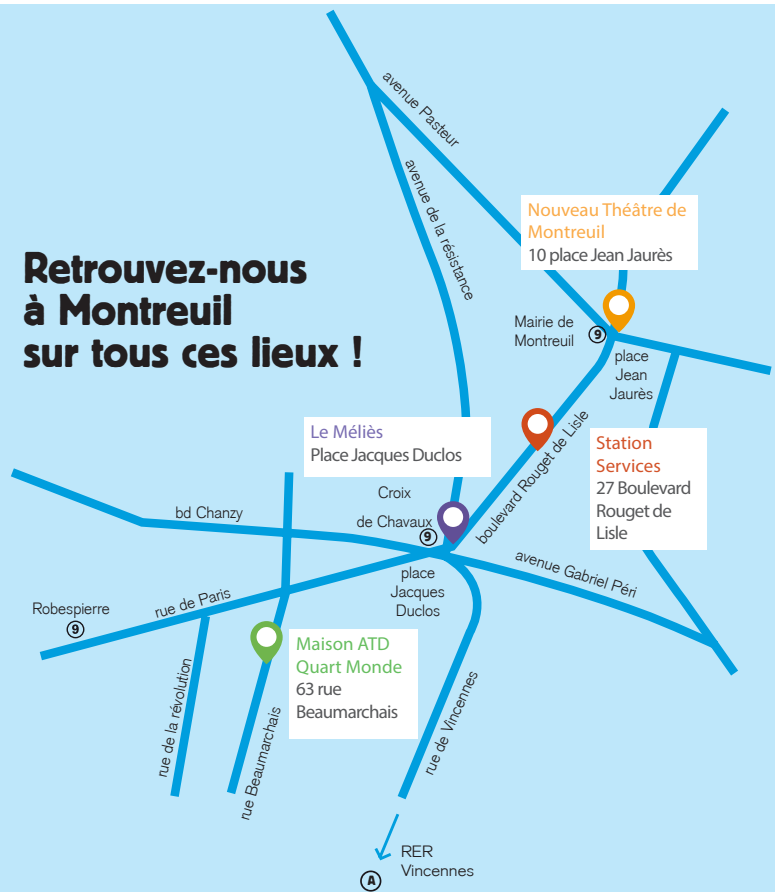 avenue Pasteur
avenue de la résistance
Nouveau Théâtre de
Montreuil
10 place Jean Jaurès
Retrouvez-nous
à Montreuil
sur tous ces lieux !
Mairie de
Montreuil
9
place
Jean
Jaurès
Le Méliès
Place Jacques Duclos
boulevard Rouget de Lisle
Station
Services
27 Boulevard
Rouget de
Lisle
Croix
de Chavaux
9
bd Chanzy
avenue Gabriel Péri
place
Jacques
Duclos
Robespierre
9
rue de Paris
Maison ATD
Quart Monde
63 rue
Beaumarchais
rue de la révolution
rue Beaumarchais
rue de Vincennes
RER
Vincennes
A